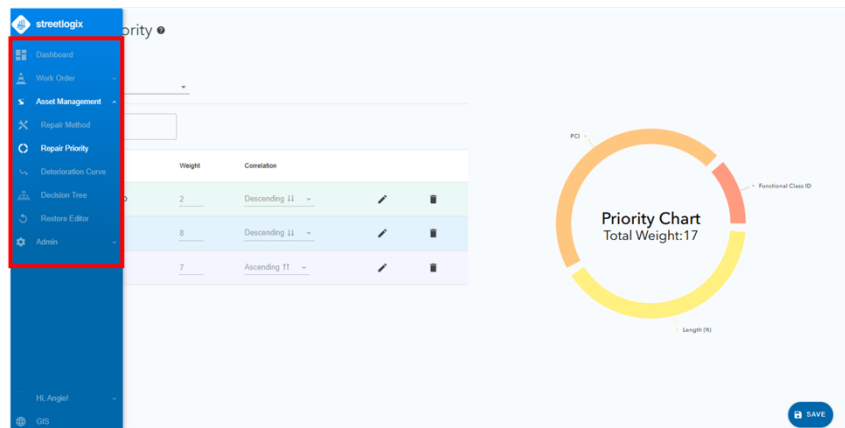 streetlogix
ority
Dashboard
Work Order
Asset Management
Repair Method
Repair Priority
Deterioration Curve
Decision Tree
Restore Editor
Admin
Weight Correlation
2 Descending
8 Descending
7 Ascending
PCI
Functional Class ID
Priority Chart
Total Weight:17
Length (ft)
Hi, Angie!
GIS
SAVE